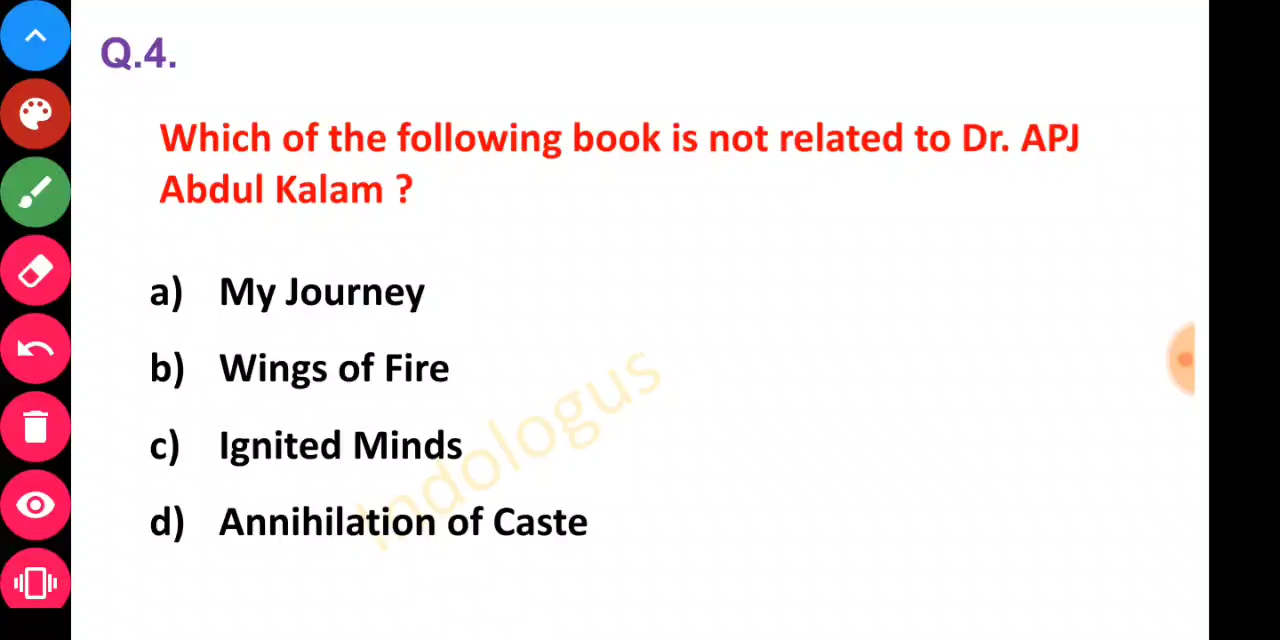 Q.4.
Which of the following book is not related to Dr. APJ
Abdul Kalam ?
a) My Journey
b) Wings of Fire
c) Ignited Minds
d) Annihilation of Caste
Indologus